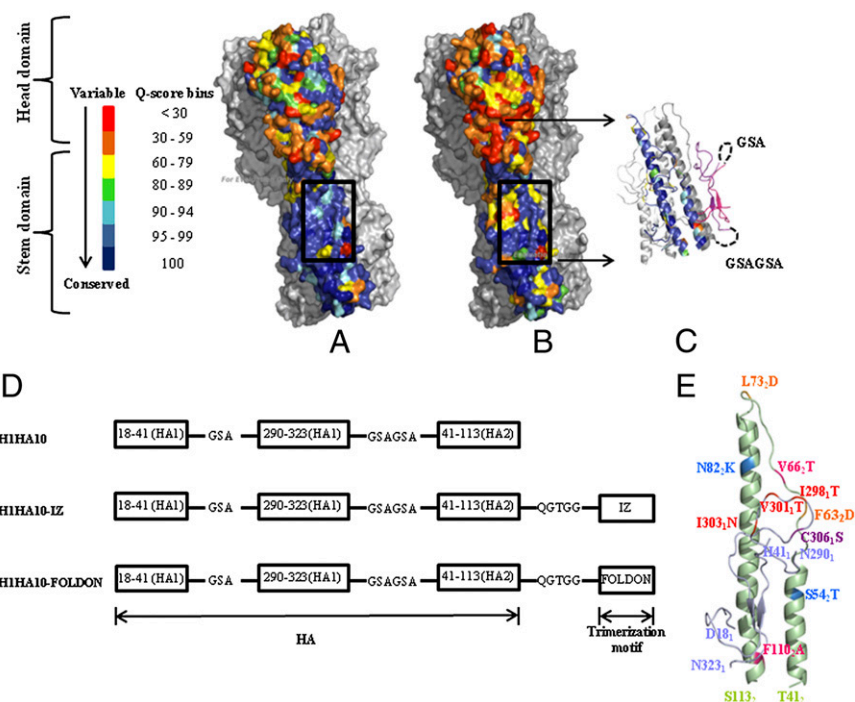 Head domain
Stem domain
Variable
Conserved
Q-score bins
< 30
30 - 59
60 - 79
80 - 89
90 - 94
95 - 99
100
A
B
C
GSA
GSAGSA
D
H1HA10
18-41 (HA1)
GSA
290-323(HA1)
GSAGSA
41-113(HA2)
H1HA10-IZ
18-41 (HA1)
GSA
290-323(HA1)
GSAGSA
41-113(HA2)
QGTGG
IZ
H1HA10-FOLDON
18-41 (HA1)
GSA
290-323(HA1)
GSAGSA
41-113(HA2)
QGTGG
FOLDON
HA
Trimerization
motif
E
L73₂D
N82₂K
V66₂T
I298₁T
V301₁T
F63₂D
I303₁N
C306₁S
H41₁
N290₁
S54₂T
D18₁
F110₂A
N323₁
S113₂
T41₂